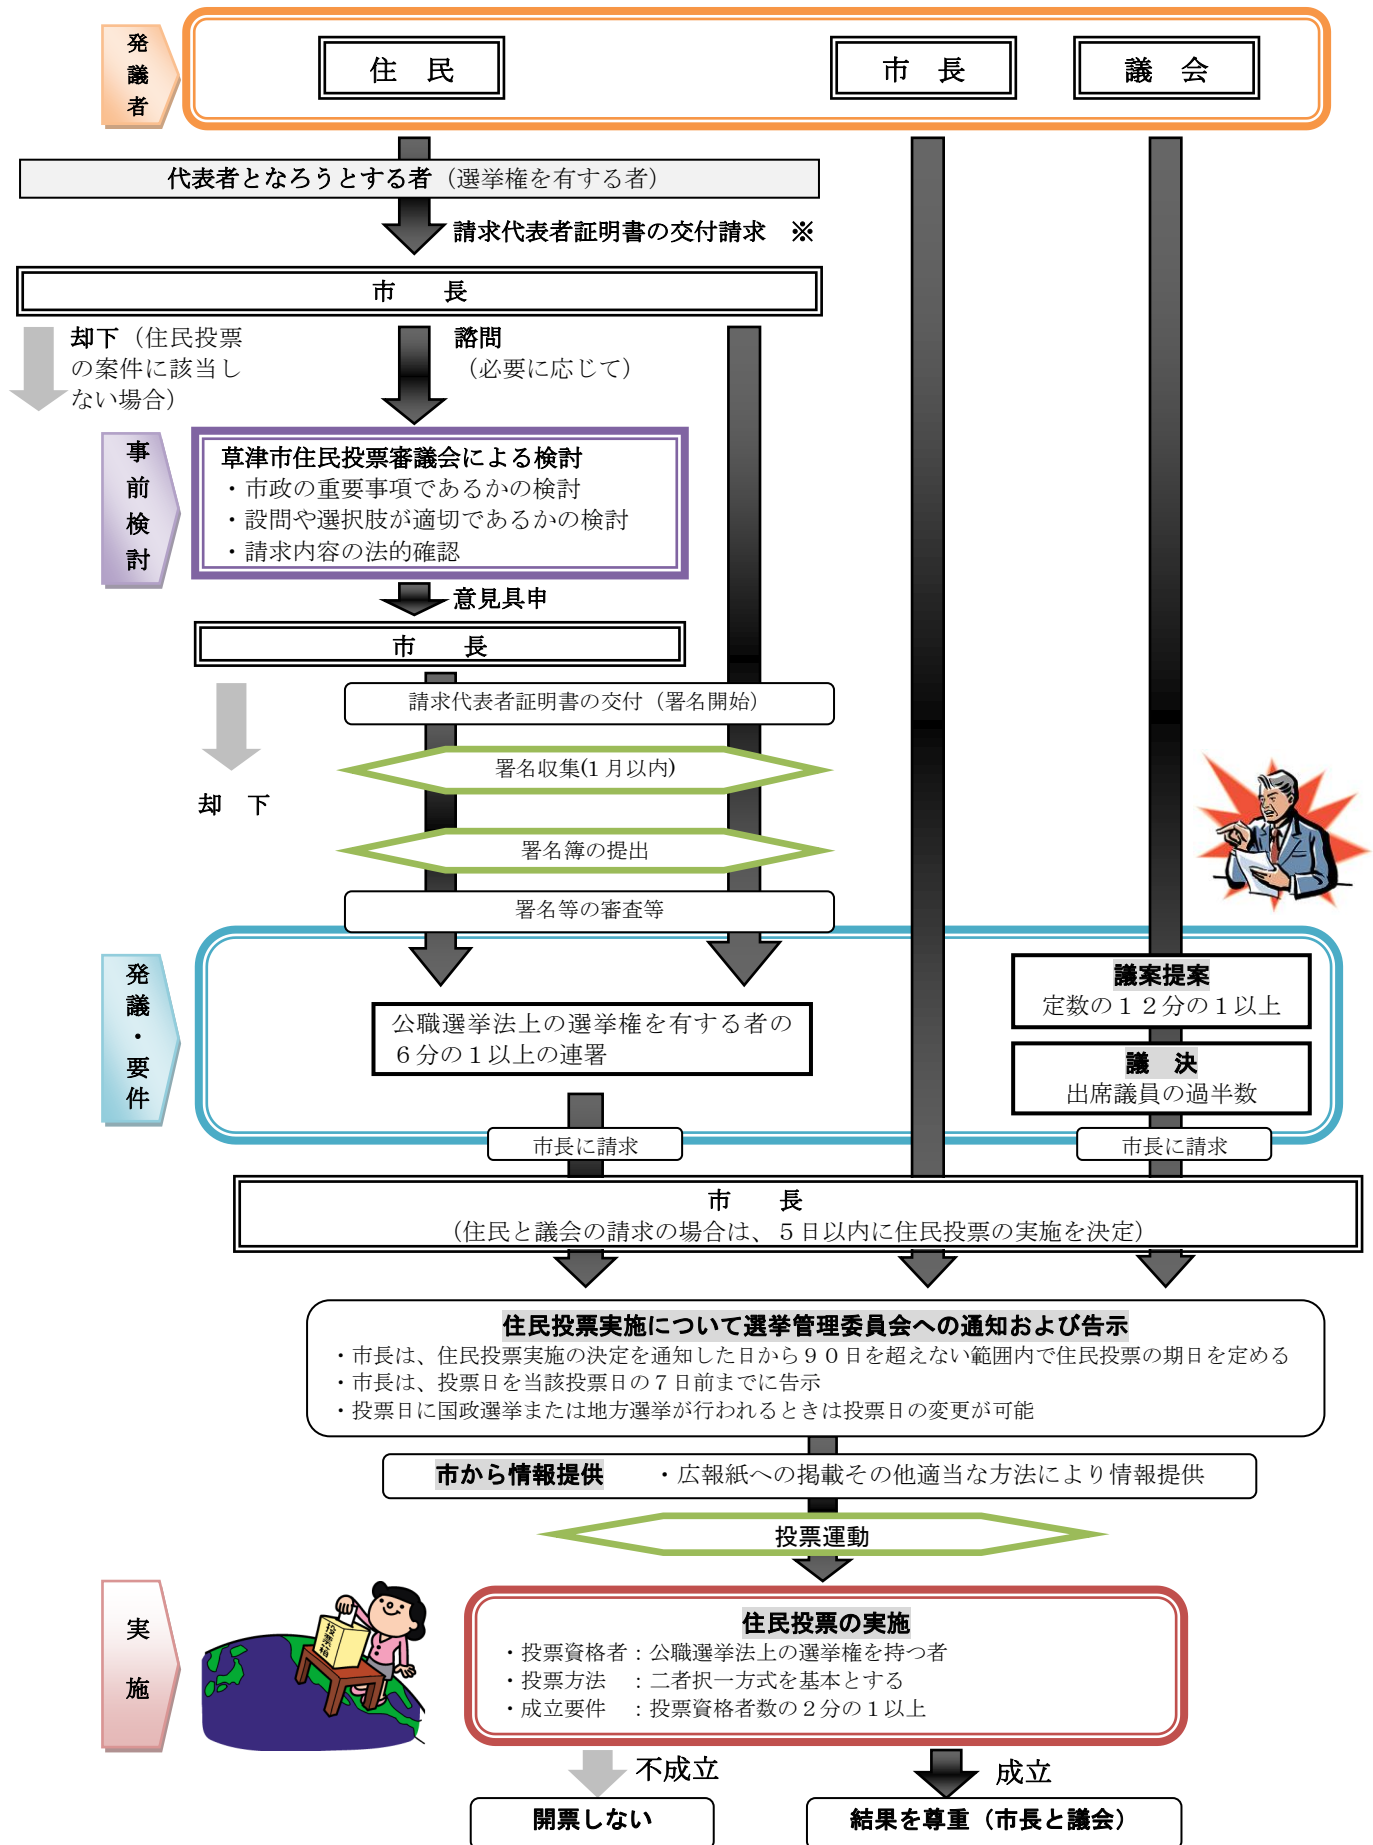 発議者
住　民
市　長
議　会
代表者となろうとする者（選挙権を有する者）
請求代表者証明書の交付請求　※
市　　長
却下（住民投票
の案件に該当し
ない場合）
諮問
（必要に応じて）
事前検討
草津市住民投票審議会による検討
・市政の重要事項であるかの検討
・設問や選択肢が適切であるかの検討
・請求内容の法的確認
意見具申
市　　長
請求代表者証明書の交付（署名開始）
署名収集(1月以内)
却　下
署名簿の提出
署名等の審査等
発議・要件
公職選挙法上の選挙権を有する者の
６分の１以上の連署
議案提案
定数の１２分の１以上
議　決
出席議員の過半数
市長に請求
市長に請求
市　　長
（住民と議会の請求の場合は、５日以内に住民投票の実施を決定）
住民投票実施について選挙管理委員会への通知および告示
・市長は、住民投票実施の決定を通知した日から９０日を超えない範囲内で住民投票の期日を定める
・市長は、投票日を当該投票日の７日前までに告示
・投票日に国政選挙または地方選挙が行われるときは投票日の変更が可能
市から情報提供　　・広報紙への掲載その他適当な方法により情報提供
投票運動
実施
投票箱
住民投票の実施
・投票資格者：公職選挙法上の選挙権を持つ者
・投票方法　：二者択一方式を基本とする
・成立要件　：投票資格者数の２分の１以上
不成立
成立
開票しない
結果を尊重（市長と議会）